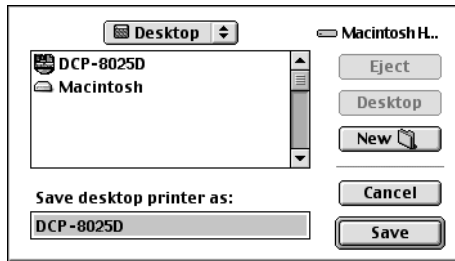 Desktop
Macintosh H...
DCP-8025D
Macintosh
Eject
Desktop
New
Save desktop printer as:
DCP-8025D
Cancel
Save